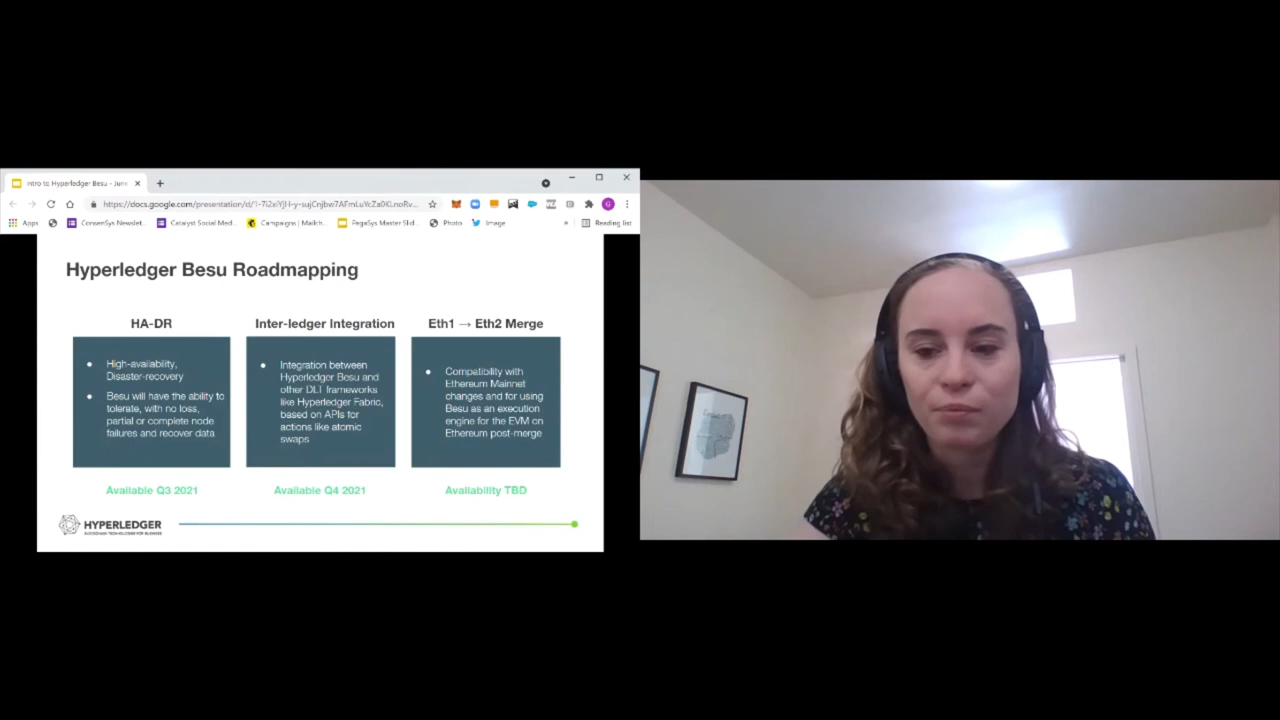 Intro to Hyperledger Besu - June
https://docs.google.com/presentation/d/
Apps
ConsenSys Newslet...
Catalyst Social Med...
Campaigns | Mailch...
PegaSys Master Slid...
Photo
Image
»
Reading list
G
Hyperledger Besu Roadmapping
HA-DR
High-availability,
Disaster-recovery
Besu will have the ability to
tolerate, with no loss,
partial or complete node
failures and recover data
Available Q3 2021
Inter-ledger Integration
Integration between
Hyperledger Besu and
other DLT frameworks
like Hyperledger Fabric,
based on APIs for
actions like atomic
swaps
Available Q4 2021
Eth1 → Eth2 Merge
Compatibility with
Ethereum Mainnet
changes and for using
Besu as an execution
engine for the EVM on
Ethereum post-merge
Availability TBD
HYPERLEDGER
BLOCKCHAIN TECHNOLOGIES FOR BUSINESS